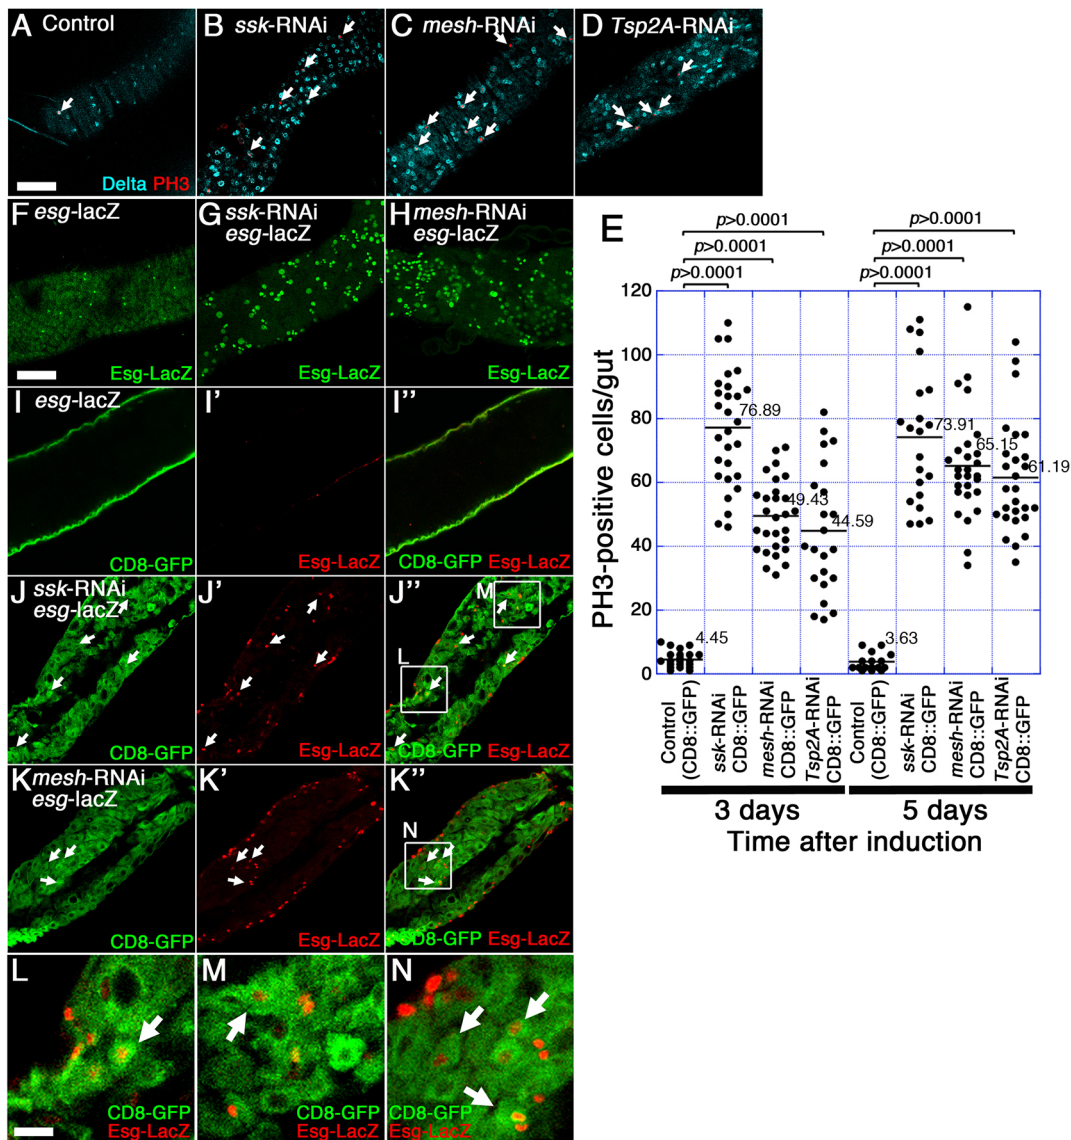 A Control
Delta PH3
B ssk-RNAi
C mesh-RNAi
D Tsp2A-RNAi
F esg-lacZ
Esg-LacZ
G ssk-RNAi
esg-lacZ
Esg-LacZ
H mesh-RNAi
esg-lacZ
Esg-LacZ
I esg-lacZ
CD8-GFP
I'
Esg-LacZ
I''
CD8-GFP Esg-LacZ
J ssk-RNAi
esg-lacZ
CD8-GFP
J'
Esg-LacZ
J''
M
L
CD8-GFP Esg-LacZ
K mesh-RNAi
esg-lacZ
CD8-GFP
K'
Esg-LacZ
K''
N
CD8-GFP Esg-LacZ
L
CD8-GFP
Esg-LacZ
M
CD8-GFP
Esg-LacZ
N
CD8-GFP
Esg-LacZ
E
p>0.0001
p>0.0001
p>0.0001
p>0.0001
p>0.0001
p>0.0001
PH3-positive cells/gut
120
100
80
60
40
20
0
4.45
76.89
49.43
44.59
3.63
73.91
65.15
61.19
Control
(CD8::GFP)
ssk-RNAi
CD8::GFP
mesh-RNAi
CD8::GFP
Tsp2A-RNAi
CD8::GFP
Control
(CD8::GFP)
ssk-RNAi
CD8::GFP
mesh-RNAi
CD8::GFP
Tsp2A-RNAi
CD8::GFP
3 days
5 days
Time after induction